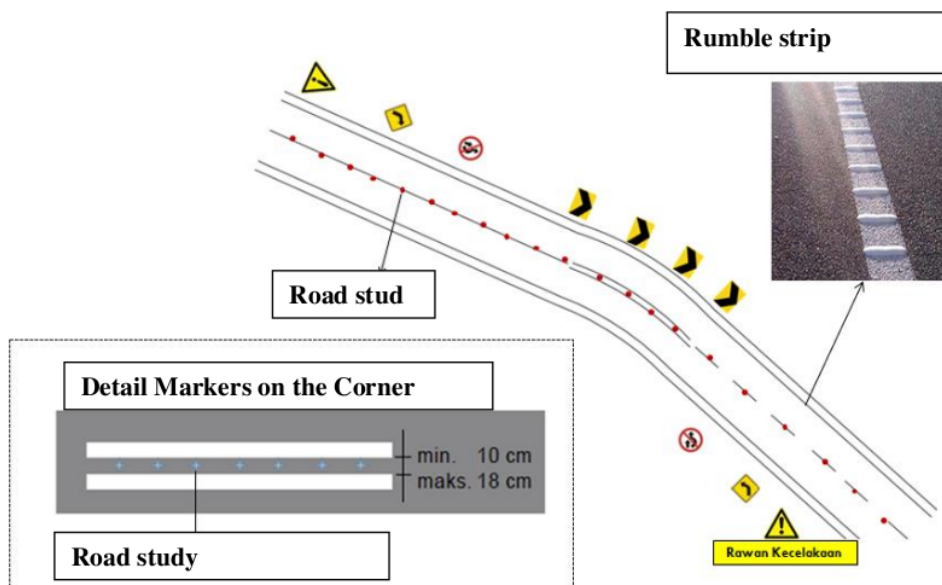 Rumble strip
Road stud
Detail Markers on the Corner
min. 10 cm
maks. 18 cm
Road study
Rawan Kecelakaan